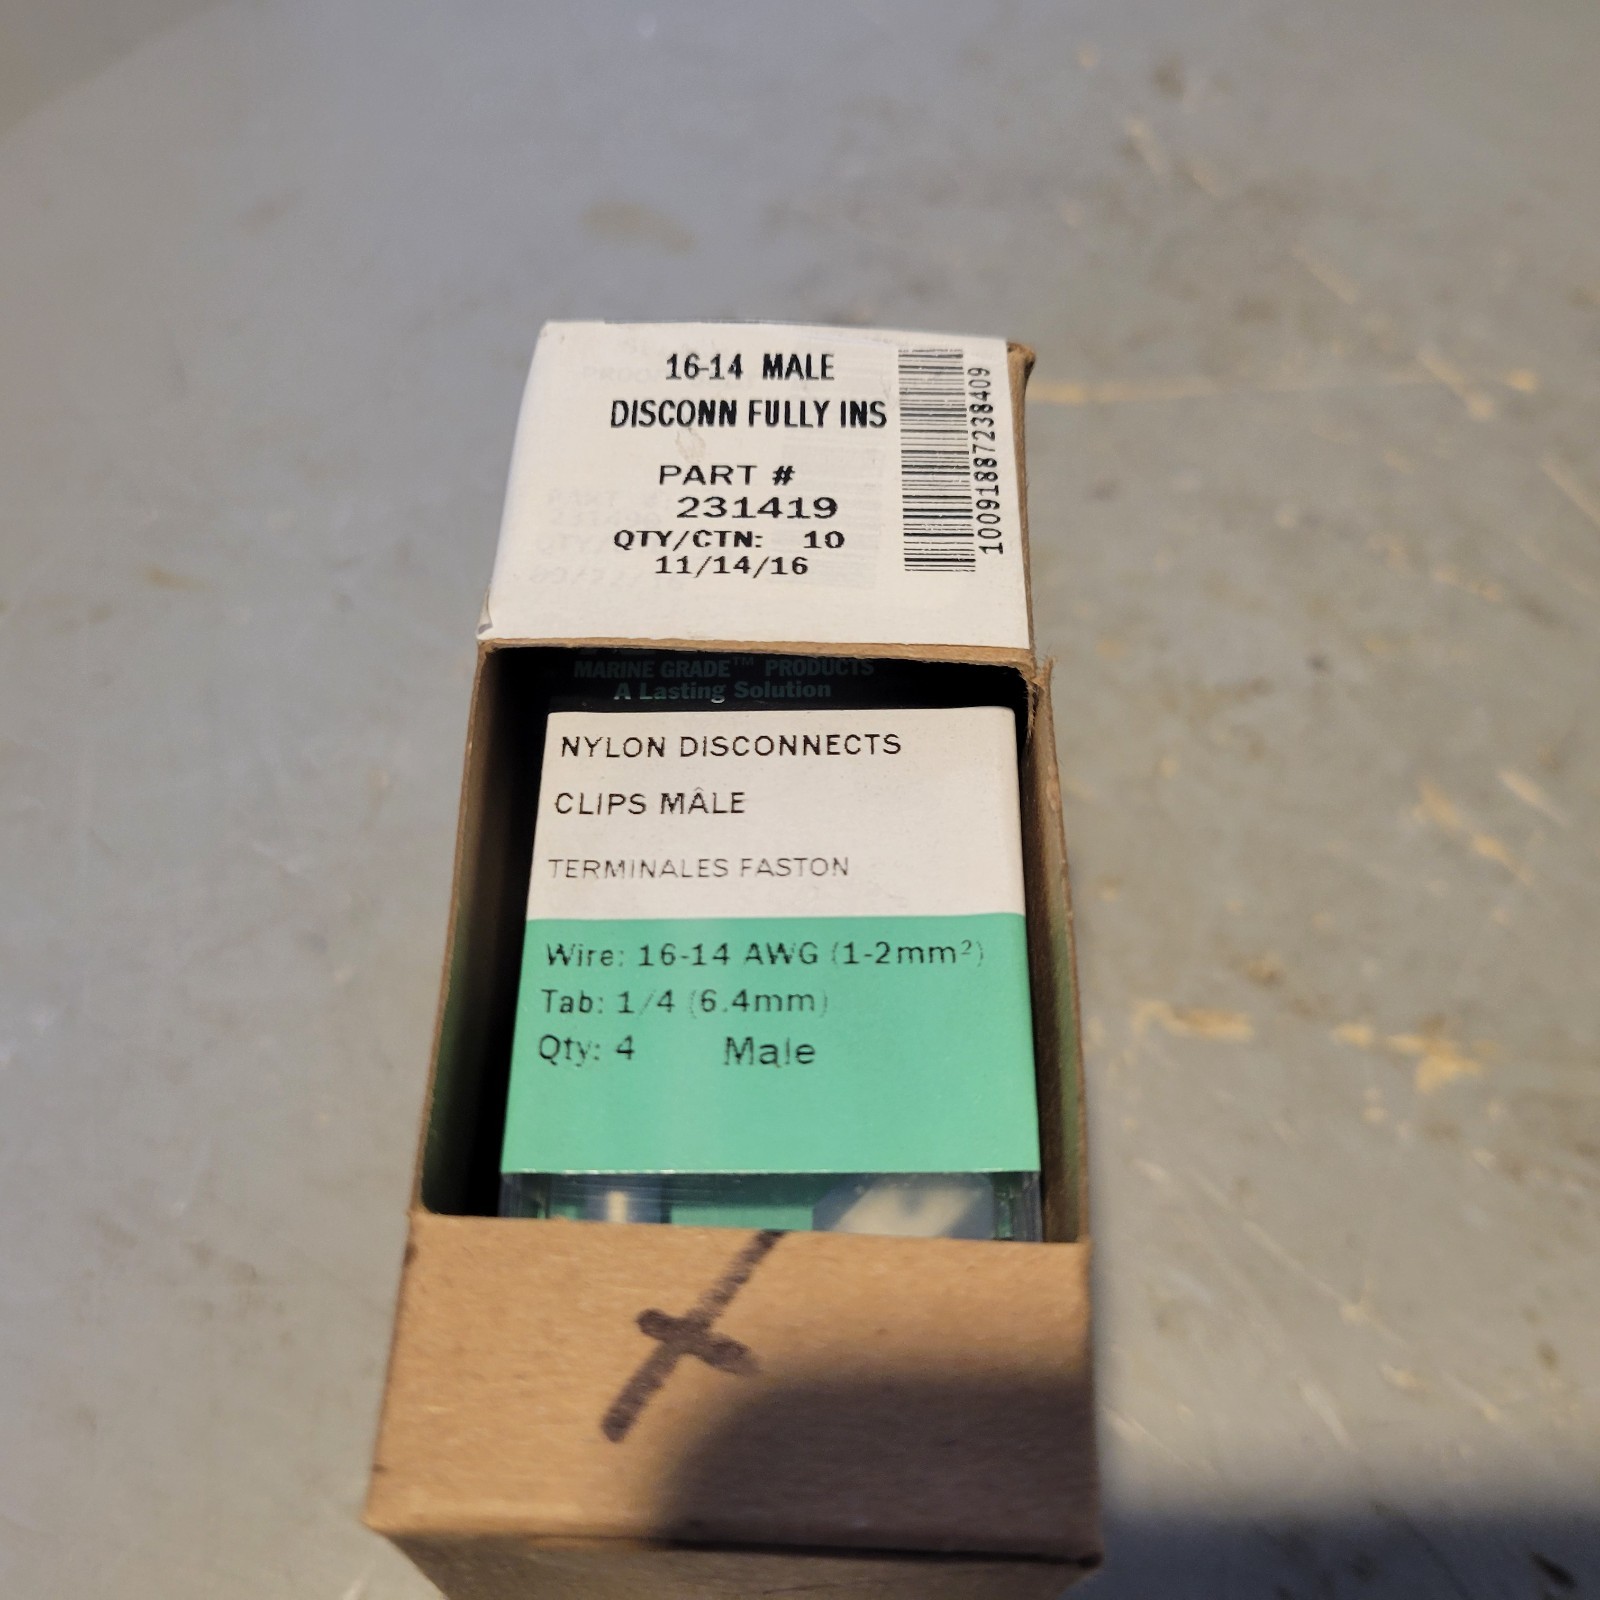 16-14 MALE
DISCONN FULLY INS
PART #
231419
QTY/CTN: 10
11/14/16
10091887238409
MARINE GRADE™ PRODUCTS
A Lasting Solution
NYLON DISCONNECTS
CLIPS MÂLE
TERMINALES FASTON
Wire: 16-14 AWG (1-2mm²)
Tab: 1/4 (6.4mm)
Qty: 4 Male